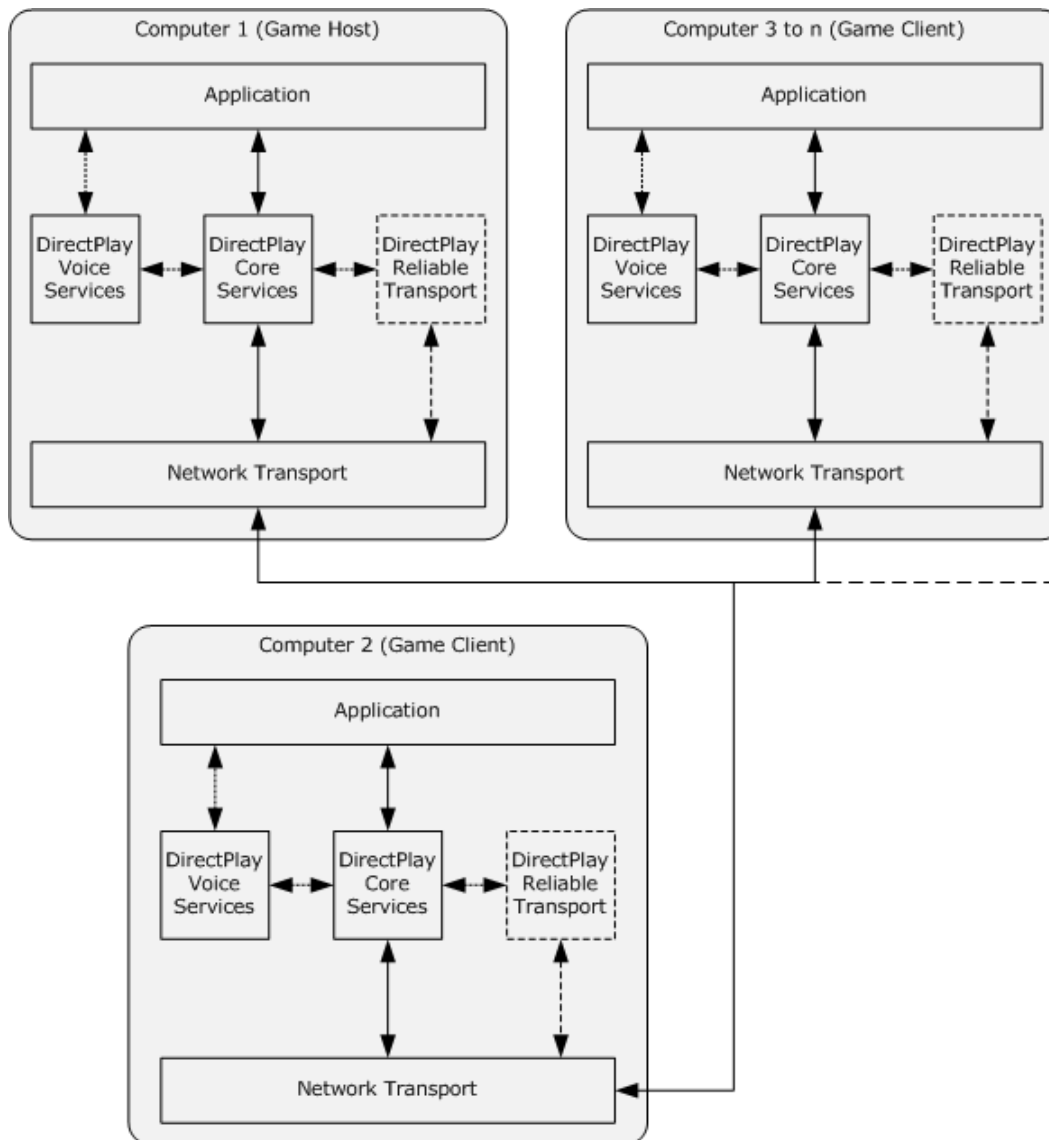 Computer 1 (Game Host)
Application
DirectPlay
Voice
Services
DirectPlay
Core
Services
DirectPlay
Reliable
Transport
Network Transport
Computer 3 to n (Game Client)
Application
DirectPlay
Voice
Services
DirectPlay
Core
Services
DirectPlay
Reliable
Transport
Network Transport
Computer 2 (Game Client)
Application
DirectPlay
Voice
Services
DirectPlay
Core
Services
DirectPlay
Reliable
Transport
Network Transport